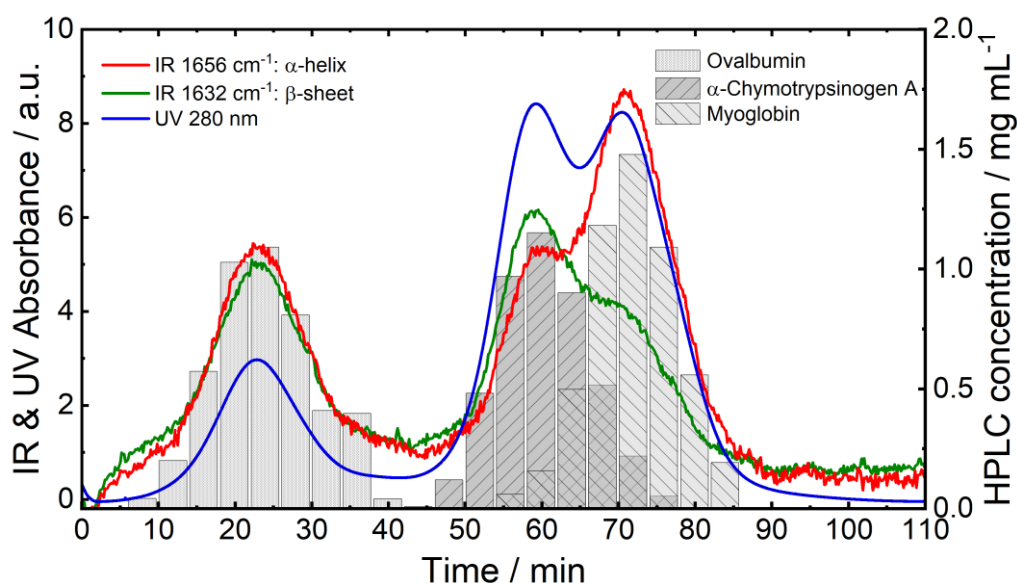 IR & UV Absorbance / a.u.
10
8
6
4
2
0
IR 1656 cm⁻¹: α-helix
IR 1632 cm⁻¹: β-sheet
UV 280 nm
Ovalbumin
α-Chymotrypsinogen A
Myoglobin
2.0
1.5
1.0
0.5
0.0
HPLC concentration / mg mL⁻¹
0 10 20 30 40 50 60 70 80 90 100 110
Time / min